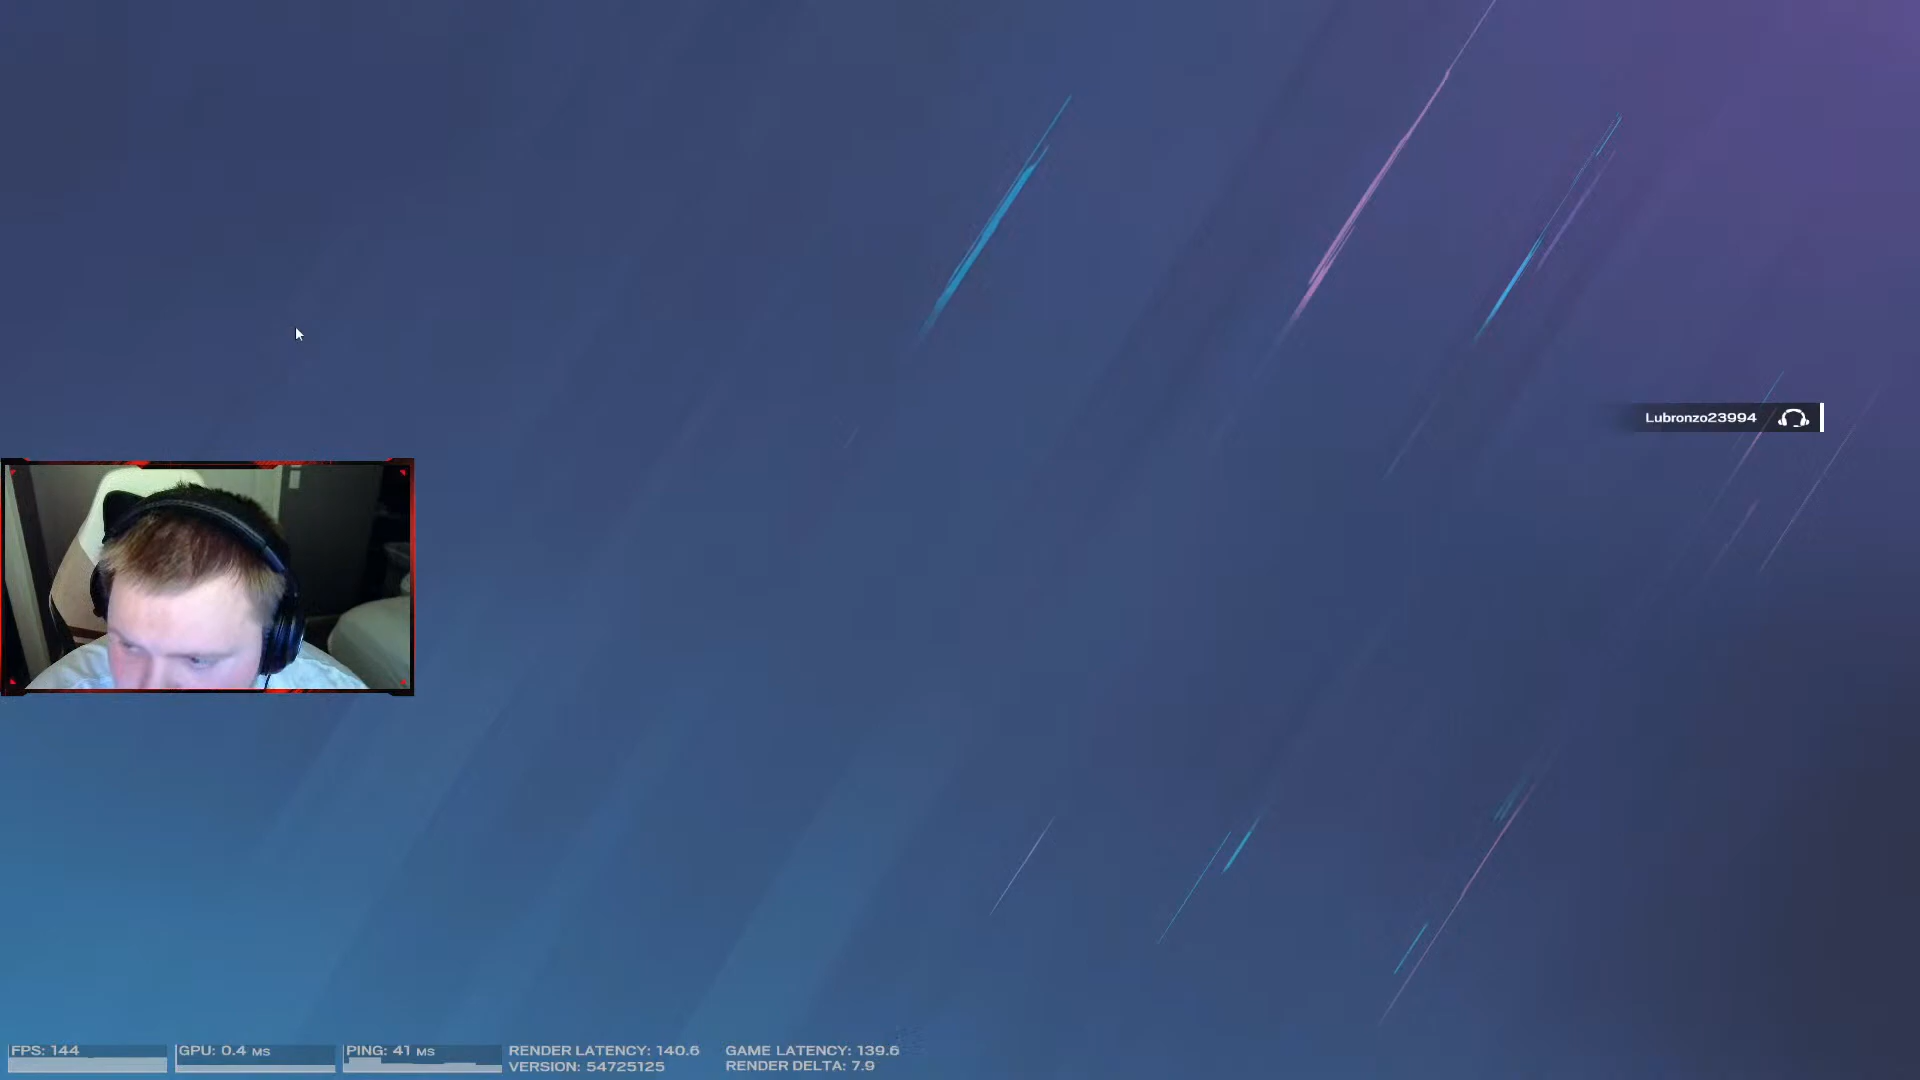 Lubronzo23994
FPS: 144
GPU: 0.4 MS
PING: 41 MS
RENDER LATENCY: 140.6
GAME LATENCY: 139.6
VERSION: 54725125
RENDER DELTA: 7.9